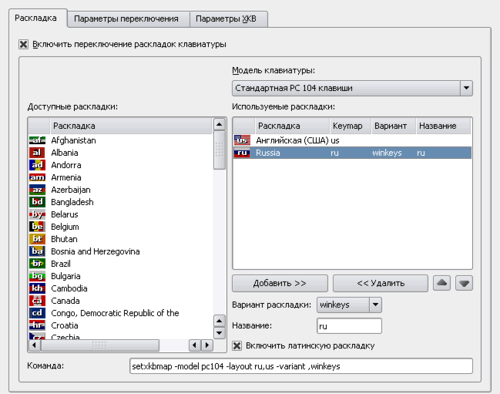 Раскладка Параметры переключения Параметры XKB
Включить переключение раскладок клавиатуры
Модель клавиатуры:
Стандартная PC 104 клавиши
Доступные раскладки: Используемые раскладки:
Раскладка
Раскладка Keymap Вариант Название
us Английская (США) us
ru Russia ru winkeys ru
af Afghanistan
al Albania
ad Andorra
am Armenia
az Azerbaijan
bd Bangladesh
by Belarus
be Belgium
bt Bhutan
ba Bosnia and Herzegovina
br Brazil
bg Bulgaria
kh Cambodia
ca Canada
cd Congo, Democratic Republic of the
hr Croatia
cz Czechia
Добавить >> << Удалить
Вариант раскладки: winkeys
Название: ru
Включить латинскую раскладку
Команда: setxkbmap -model pc104 -layout ru,us -variant ,winkeys